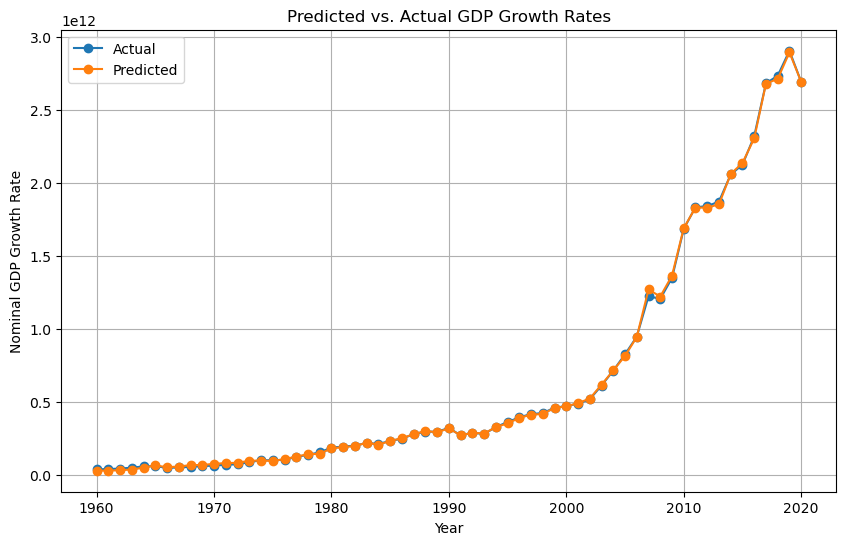 Predicted vs. Actual GDP Growth Rates
1e12
Actual
Predicted
3.0
2.5
2.0
1.5
1.0
0.5
0.0
Nominal GDP Growth Rate
1960 1970 1980 1990 2000 2010 2020
Year